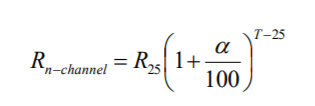 R_{n-channel} = R_{25} \left( 1 + \frac{\alpha}{100} \right)^{T-25}